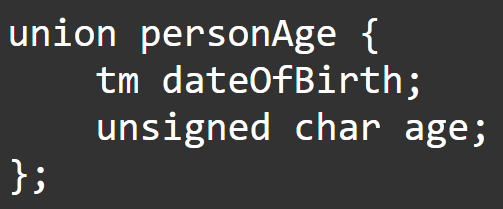 union personAge {
    tm dateOfBirth;
    unsigned char age;
};